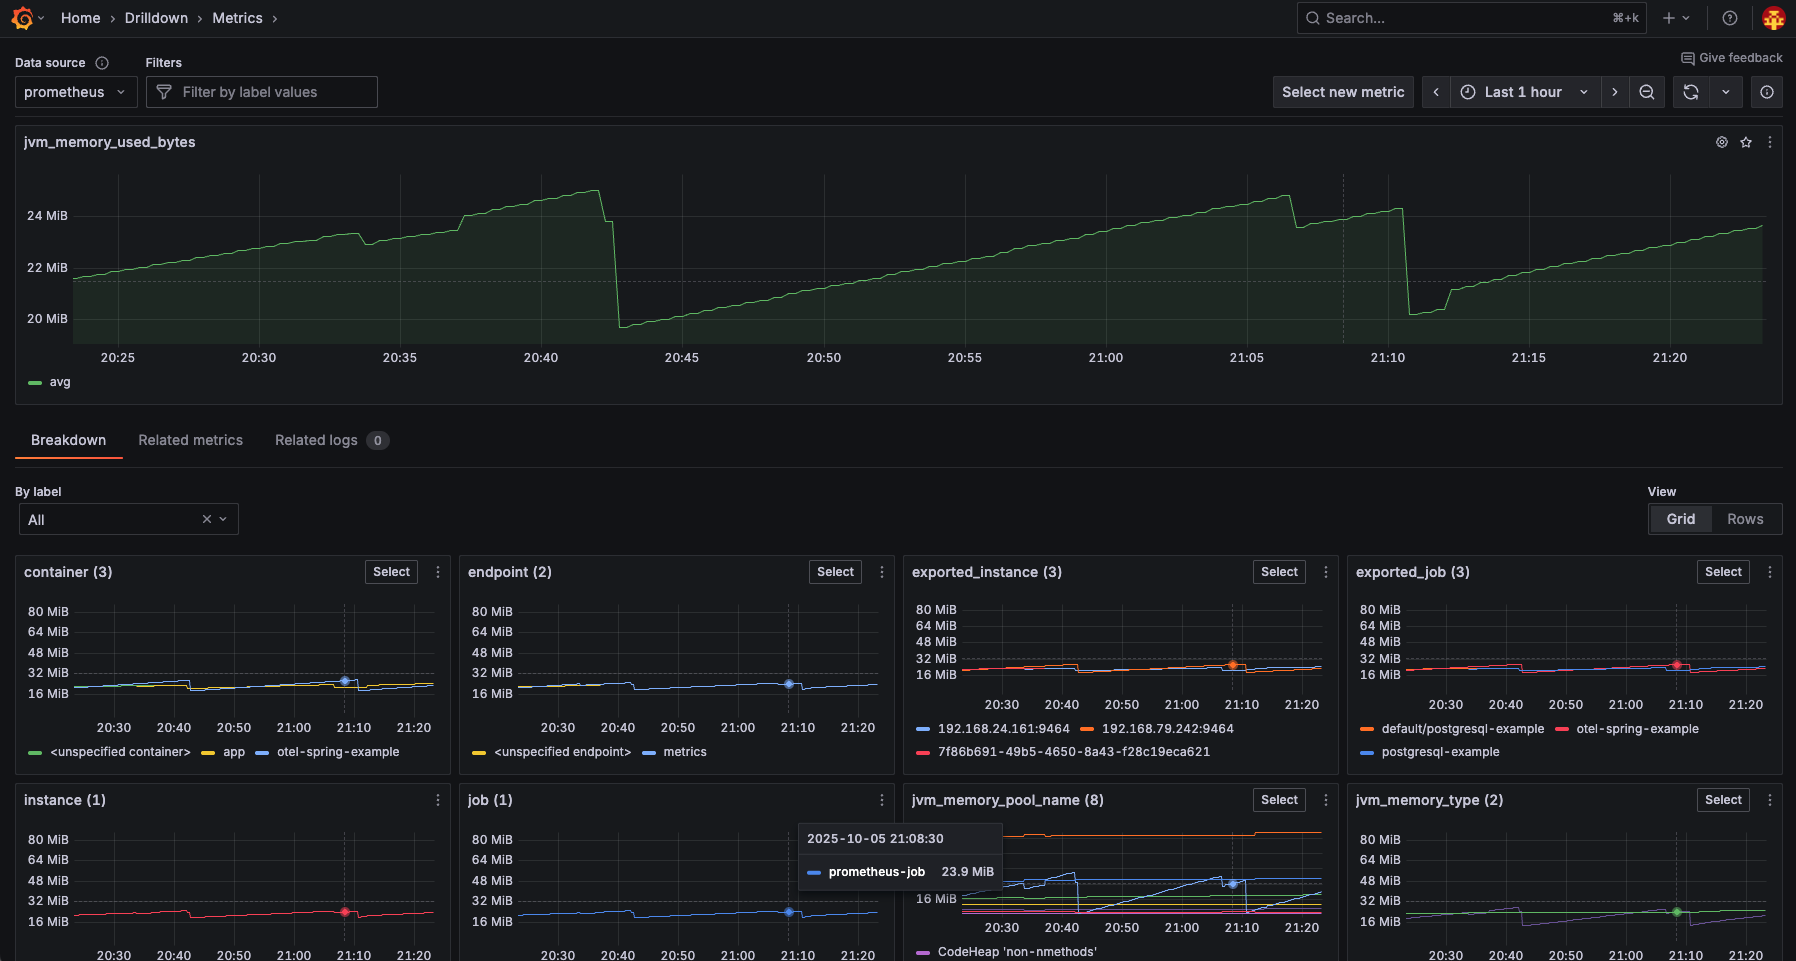 Home › Drilldown › Metrics ›
Search... ⌘+k
Give feedback
Data source Filters
prometheus Filter by label values Select new metric Last 1 hour
jvm_memory_used_bytes
24 MiB
22 MiB
20 MiB
20:25 20:30 20:35 20:40 20:45 20:50 20:55 21:00 21:05 21:10 21:15 21:20
avg
Breakdown Related metrics Related logs 0
By label View
All Grid Rows
container (3) Select
80 MiB
64 MiB
48 MiB
32 MiB
16 MiB
20:30 20:40 20:50 21:00 21:10 21:20
<unspecified container> app otel-spring-example
endpoint (2) Select
80 MiB
64 MiB
48 MiB
32 MiB
16 MiB
20:30 20:40 20:50 21:00 21:10 21:20
<unspecified endpoint> metrics
exported_instance (3) Select
80 MiB
64 MiB
48 MiB
32 MiB
16 MiB
20:30 20:40 20:50 21:00 21:10 21:20
192.168.24.161:9464 192.168.79.242:9464
7f86b691-49b5-4650-8a43-f28c19eca621
exported_job (3) Select
80 MiB
64 MiB
48 MiB
32 MiB
16 MiB
20:30 20:40 20:50 21:00 21:10 21:20
default/postgresql-example otel-spring-example
postgresql-example
instance (1)
80 MiB
64 MiB
48 MiB
32 MiB
16 MiB
20:30 20:40 20:50 21:00 21:10 21:20
job (1)
80 MiB
64 MiB
48 MiB
32 MiB
16 MiB
20:30 20:40 20:50 21:00 21:10 21:20
2025-10-05 21:08:30
prometheus-job 23.9 MiB
jvm_memory_pool_name (8) Select
16 MiB
20:30 20:40 20:50 21:00 21:10 21:20
CodeHeap 'non-nmethods'
jvm_memory_type (2) Select
80 MiB
64 MiB
48 MiB
32 MiB
16 MiB
20:30 20:40 20:50 21:00 21:10 21:20